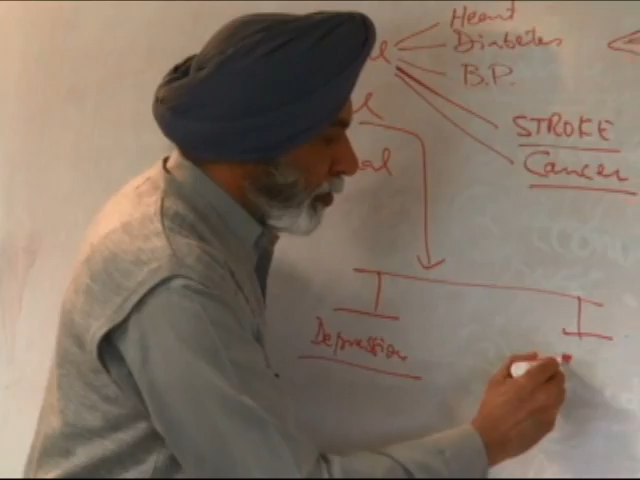 Heart
Diabetes
B.P.
STROKE
Cancer
Depression